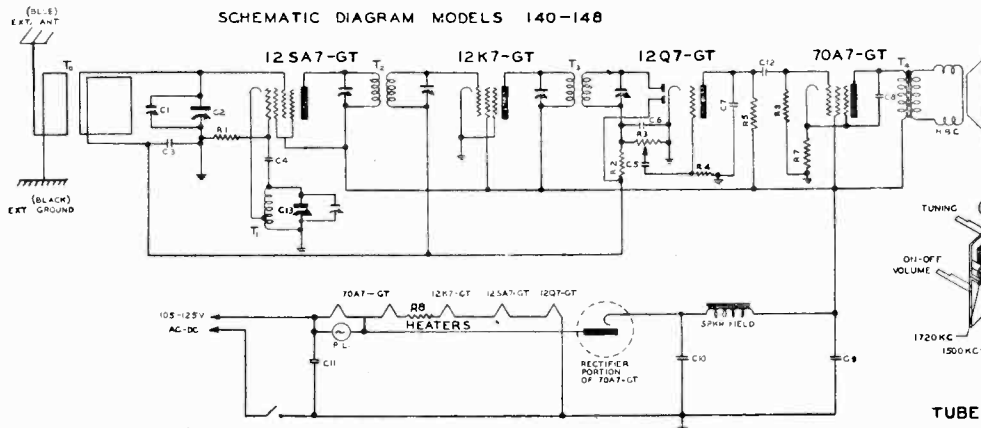 SCHEMATIC DIAGRAM MODELS 140-148
(BLUE)
EXT. ANT
T₀
12SA7-GT
T2
12K7-GT
T3
12Q7-GT
70A7-GT
T4
C1
C2
R1
C3
C4
T1
C13
C6
R3
R2
C5
R4
C7
R5
C12
R7
C8
H.B.C
(BLACK)
EXT GROUND
TUNING
ON-OFF
VOLUME
1720KC
1500KC
105-125V
AC-DC
70A7-GT
R8
12K7-GT
12SA7-GT
12Q7-GT
HEATERS
P.L.
C11
RECTIFIER
PORTION
OF 70A7-GT
C10
SPKR FIELD
C9
TUBE